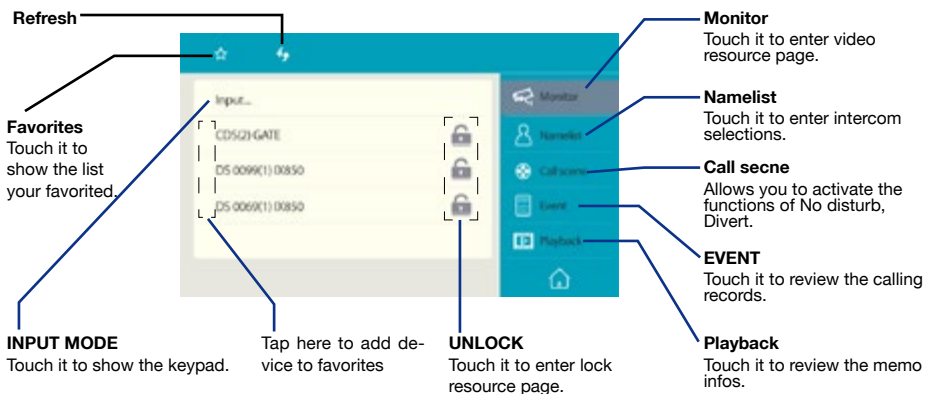 Refresh
Favorites
Touch it to
show the list
your favorited.
INPUT MODE
Touch it to show the keypad.
Input...
CDS(2) GATE
DS 0099(1) IX850
DS 0069(1) IX850
Monitor
Namelist
Call scene
Event
Playback
Tap here to add de-
vice to favorites
UNLOCK
Touch it to enter lock
resource page.
Monitor
Touch it to enter video
resource page.
Namelist
Touch it to enter intercom
selections.
Call secne
Allows you to activate the
functions of No disturb,
Divert.
EVENT
Touch it to review the calling
records.
Playback
Touch it to review the memo
infos.